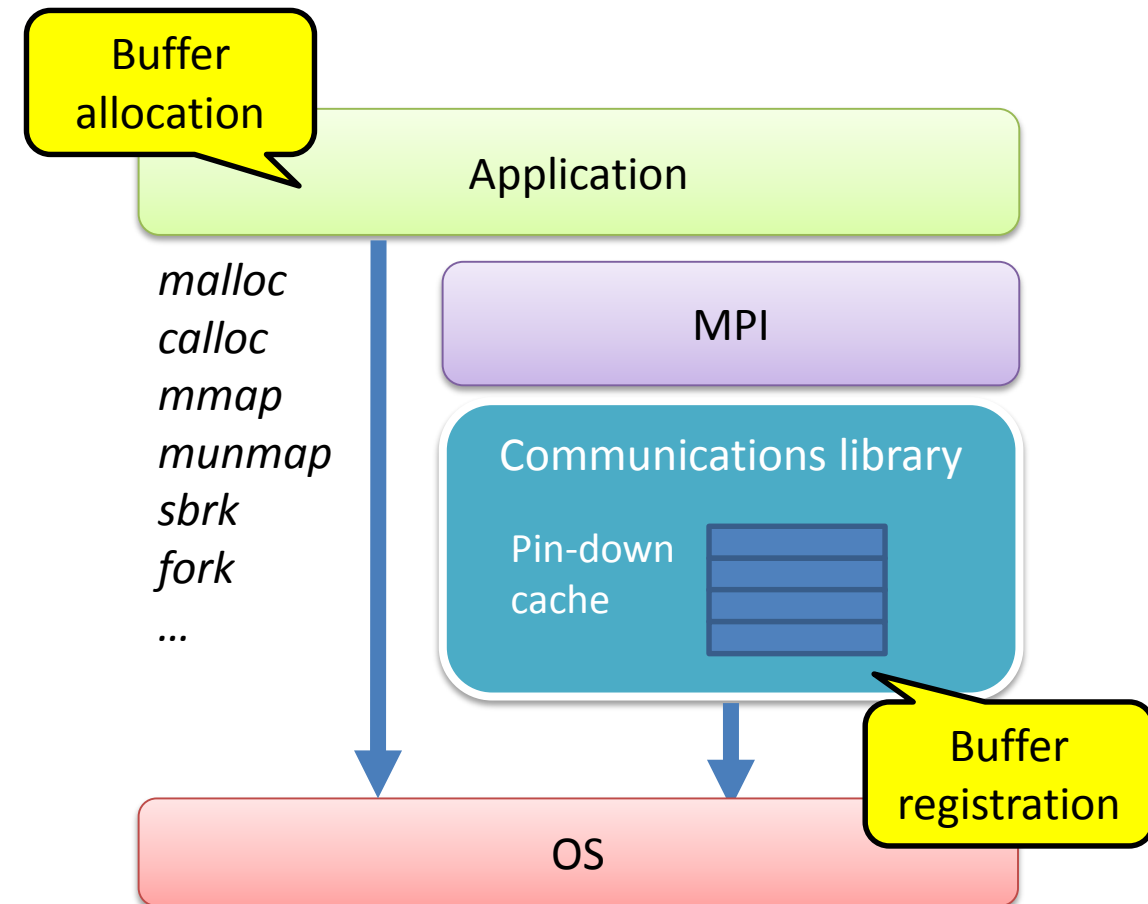 Buffer
allocation
Application
malloc
calloc
mmap
munmap
sbrk
fork
…
MPI
Communications library
Pin-down
cache
Buffer
registration
OS